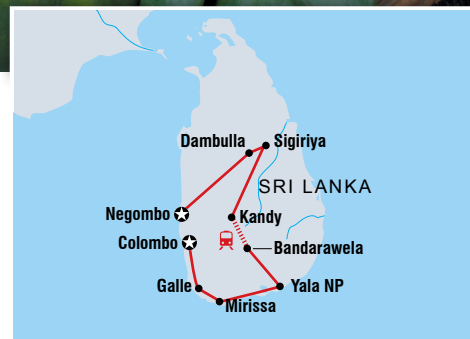 Dambulla
Sigiriya
SRI LANKA
Negombo
Kandy
Colombo
Bandarawela
Galle
Yala NP
Mirissa